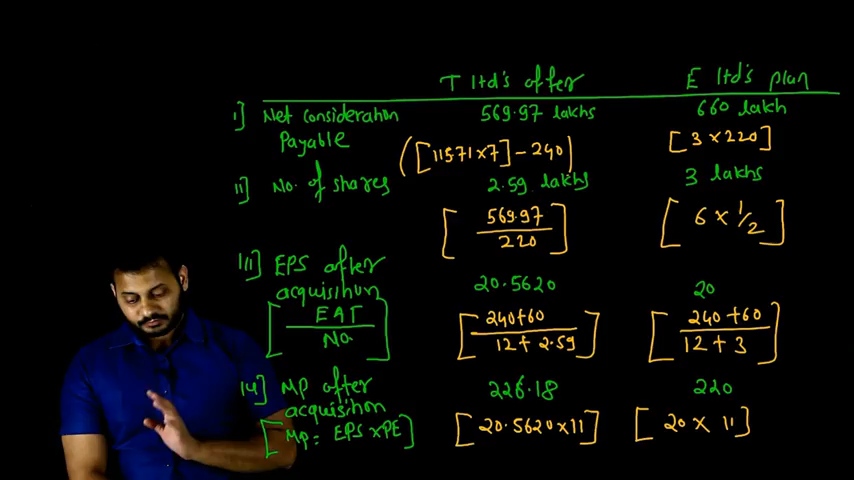 T ltd's offer E ltd's plan
i] Net consideration 569.97 lakhs 660 lakh
Payable ([115.71x7] - 240) [3 x 220]
ii] No. of shares 2.59 lakhs 3 lakhs
[569.97 / 220] [6 x 1/2]
iii] EPS after
acquisition 20.5620 20
[EAT / No.] [240+60 / 12 + 2.59] [240 +60 / 12 + 3]
iv] MP after 226.18 220
acquisition
[MP = EPS x PE] [20.5620 x 11] [20 x 11]